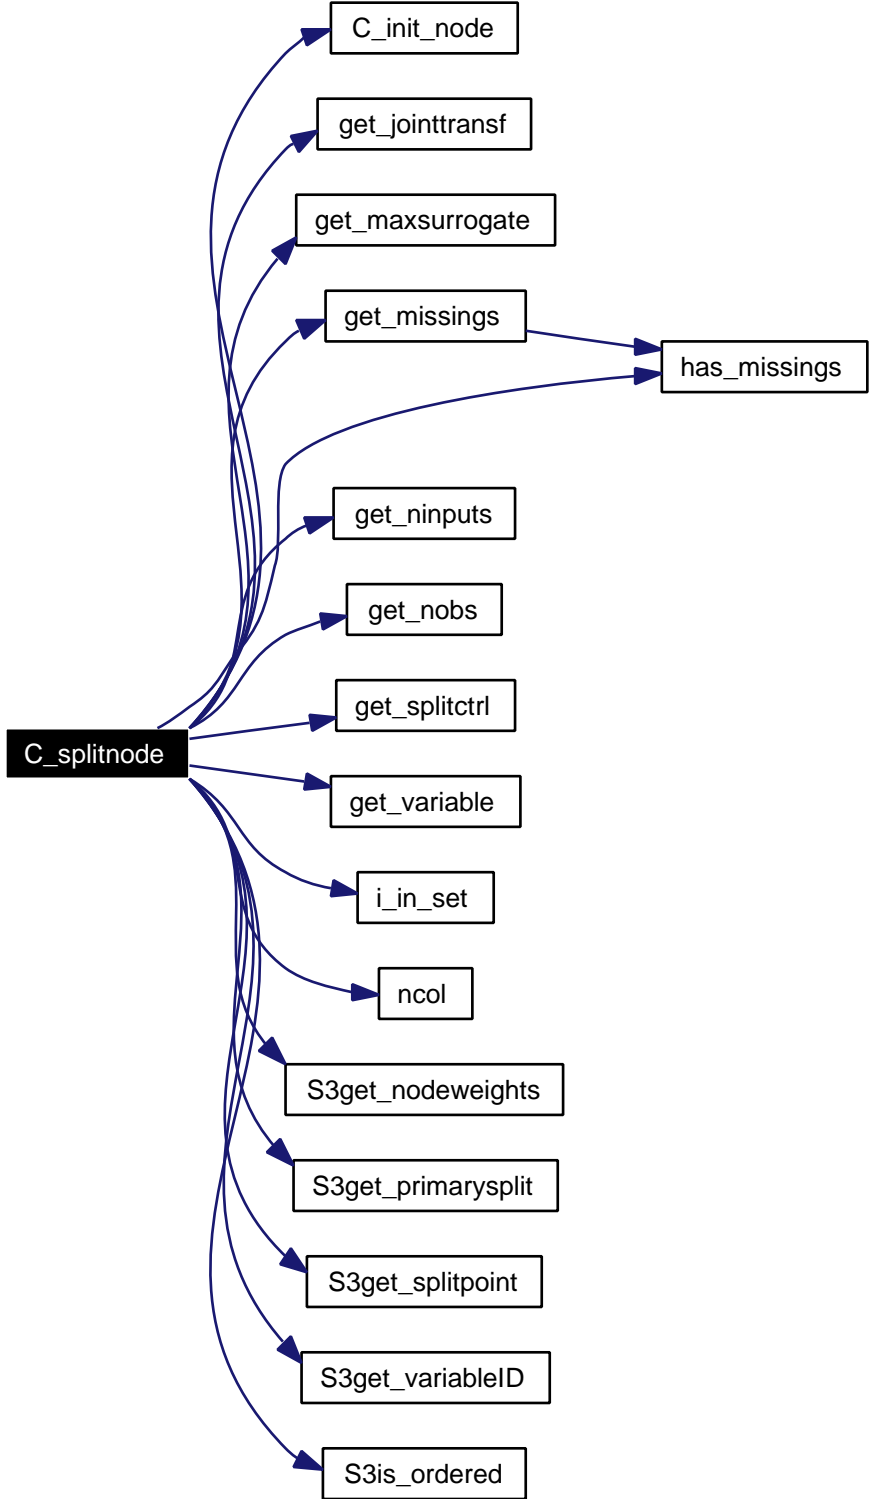 C_init_node
get_jointtransf
get_maxsurrogate
get_missings
has_missings
get_ninputs
get_nobs
get_splitctrl
C_splitnode
get_variable
i_in_set
ncol
S3get_nodeweights
S3get_primarysplit
S3get_splitpoint
S3get_variableID
S3is_ordered